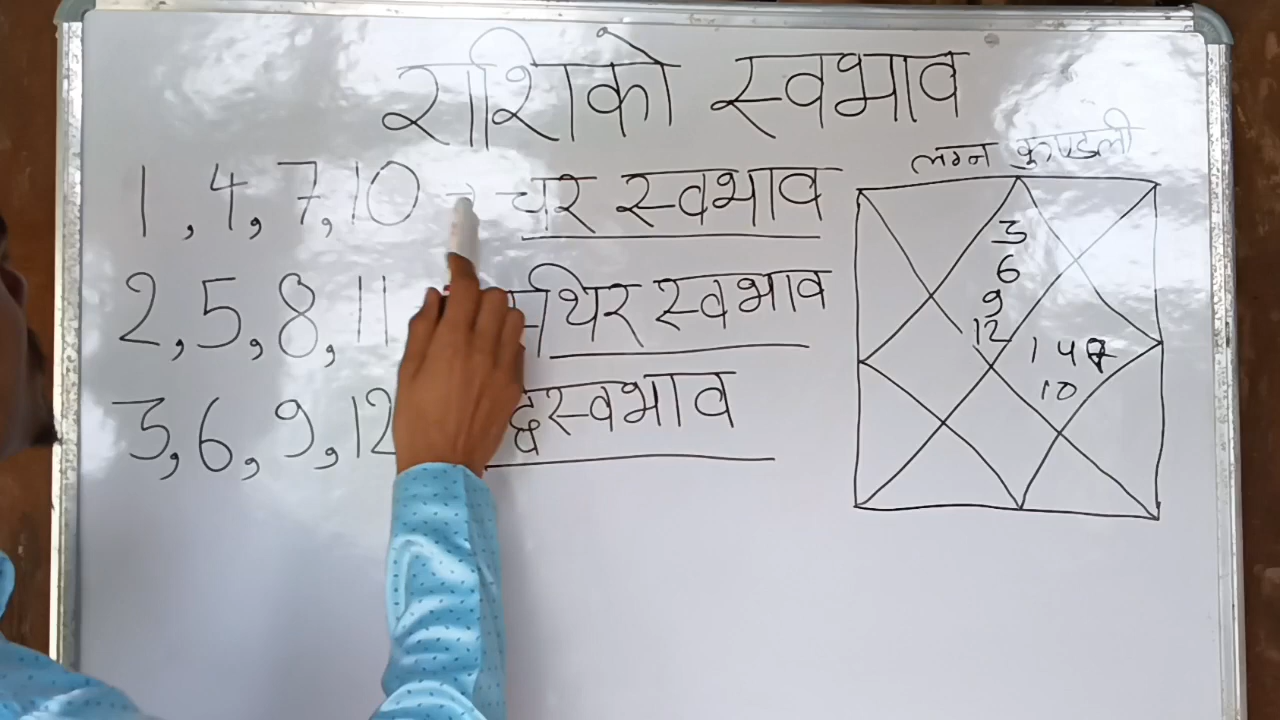 राशिको स्वभाव
1, 4, 7, 10 → चर स्वभाव
2, 5, 8, 11 स्थिर स्वभाव
3, 6, 9, 12 द्विस्वभाव
लग्न कुण्डली
3
6
9
12
1 4 7
10